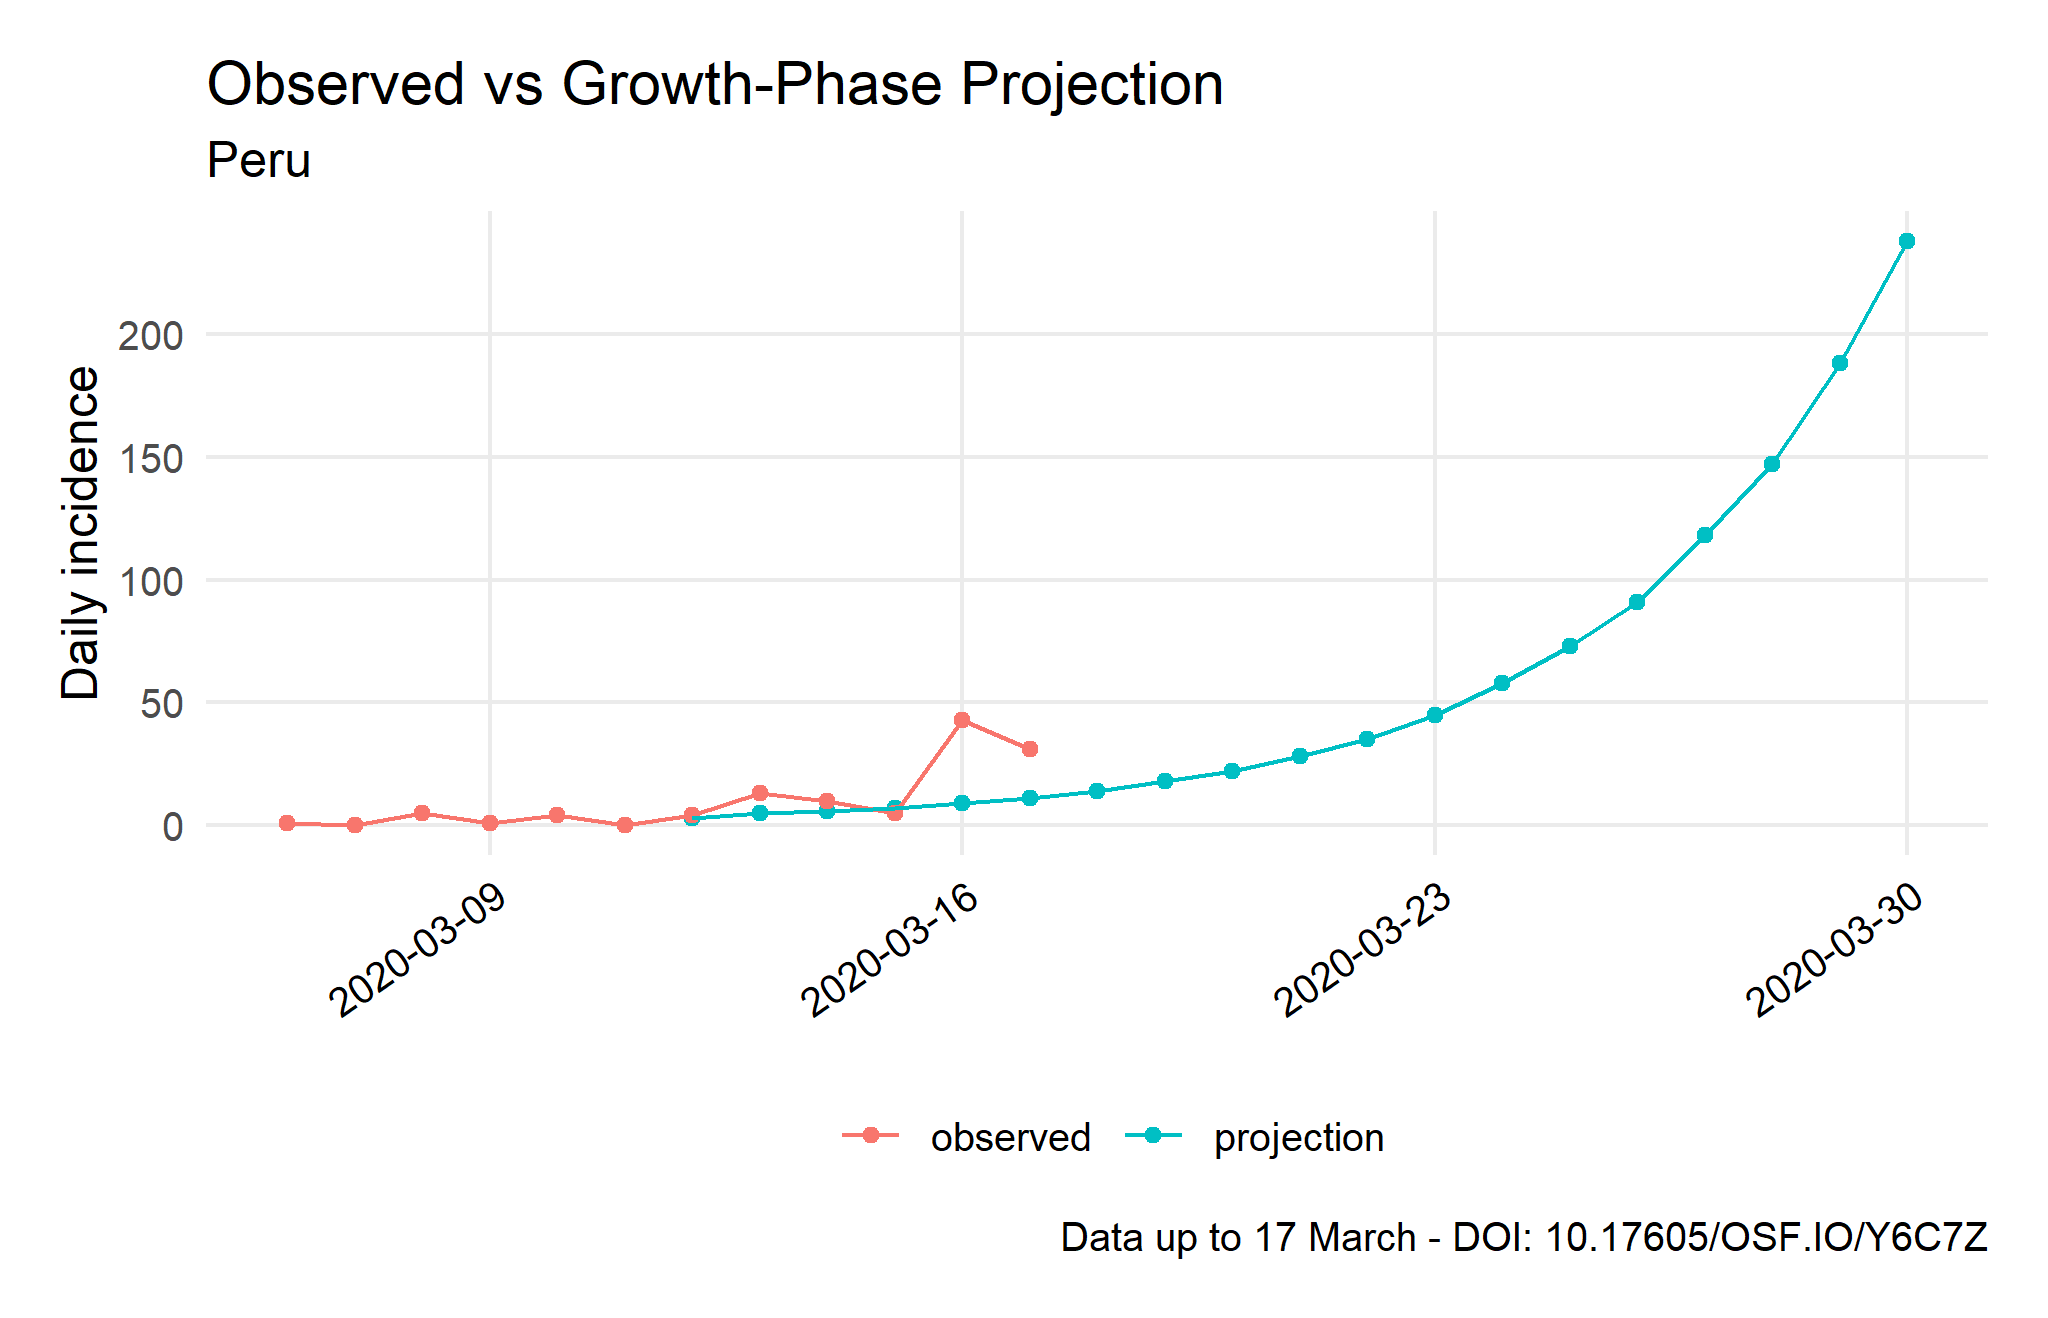 Observed vs Growth-Phase Projection
Peru
Daily incidence
200
150
100
50
0
2020-03-09
2020-03-16
2020-03-23
2020-03-30
observed
projection
Data up to 17 March - DOI: 10.17605/OSF.IO/Y6C7Z